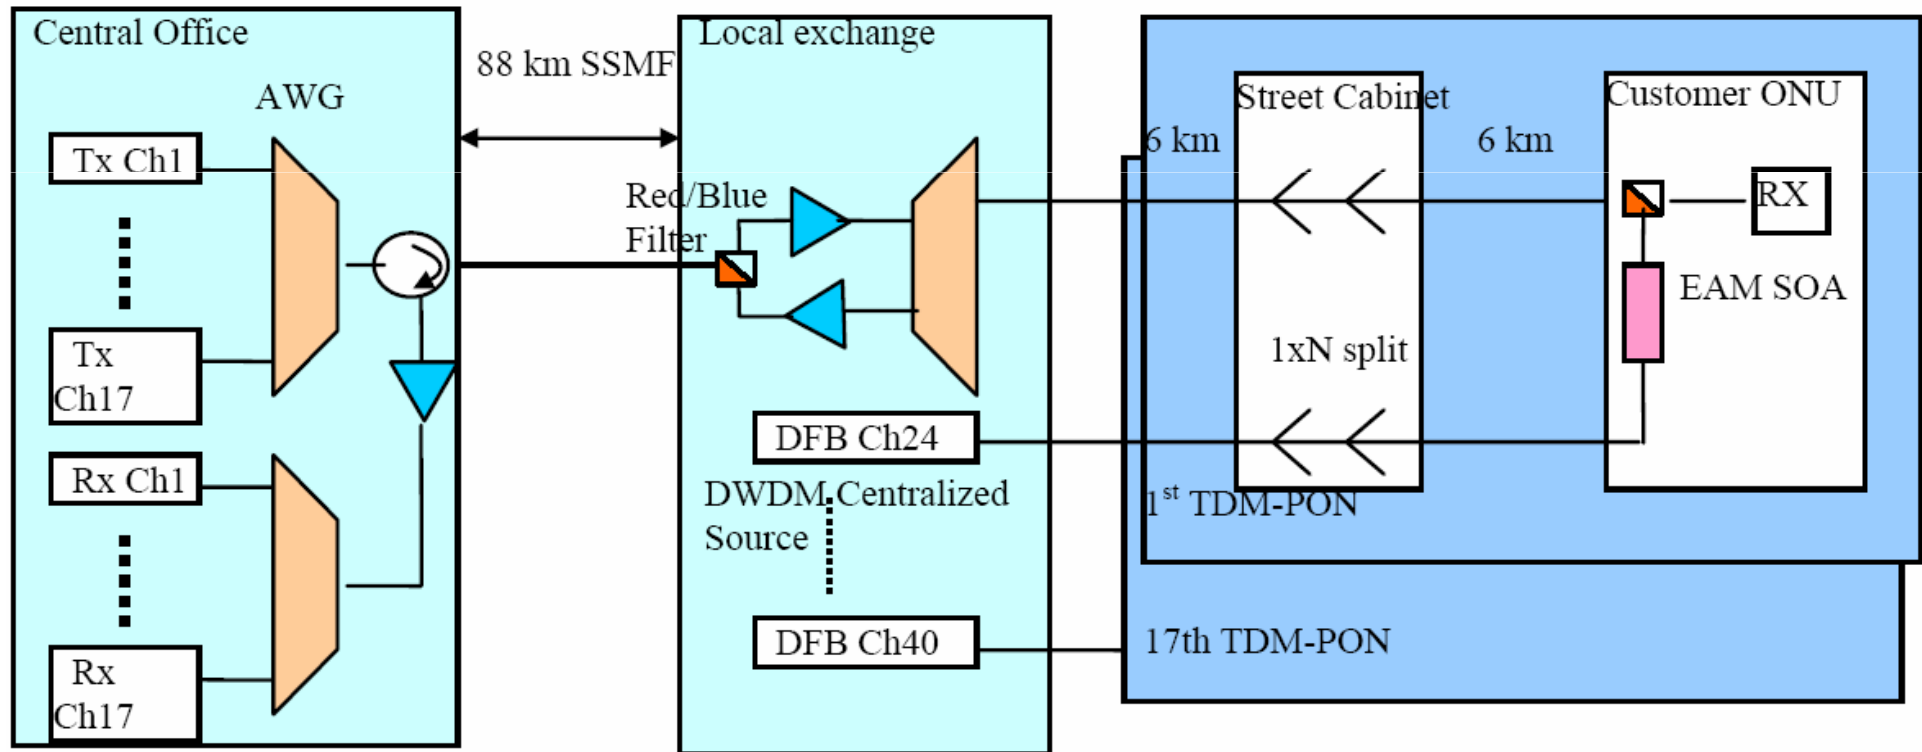 Central Office
AWG
Tx Ch1
Tx
Ch17
Rx Ch1
Rx
Ch17
88 km SSMF
Local exchange
Red/Blue
Filter
DFB Ch24
DWDM Centralized
Source
DFB Ch40
6 km
Street Cabinet
1xN split
6 km
Customer ONU
RX
EAM SOA
1st TDM-PON
17th TDM-PON